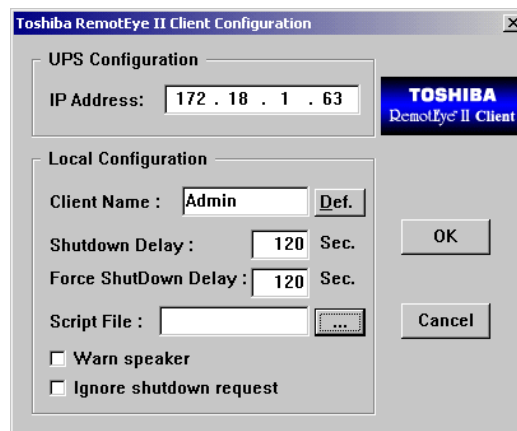 Toshiba RemotEye II Client Configuration
UPS Configuration
IP Address: 172 . 18 . 1 . 63
TOSHIBA
RemotEye II Client
Local Configuration
Client Name : Admin Def.
Shutdown Delay : 120 Sec.
Force ShutDown Delay : 120 Sec.
Script File : ...
Warn speaker
Ignore shutdown request
OK
Cancel